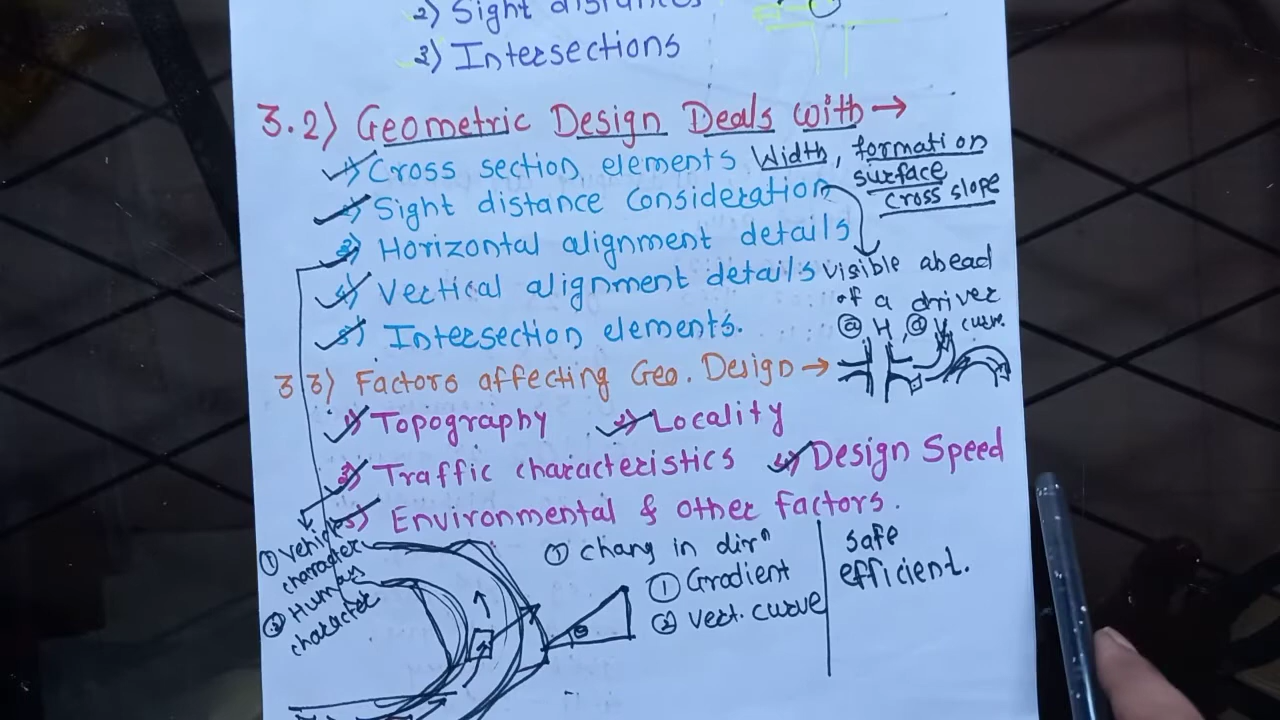 2) Sight distances
3) Intersections
3.2) Geometric Design Deals with →
1) Cross section elements Width, formation
surface
cross slope
2) Sight distance Consideration
3) Horizontal alignment details
4) Vertical alignment details visible ahead
of a driver
@ H, @ V curve.
5) Intersection elements.
3.3) Factors affecting Geo. Design →
1) Topography 2) Locality
3) Traffic characteristics 4) Design Speed
5) Environmental & other factors.
① Vehicles
character
② Human
character
① Chang in dirⁿ
① Gradient
② Vert. curve
safe
efficient.
θ